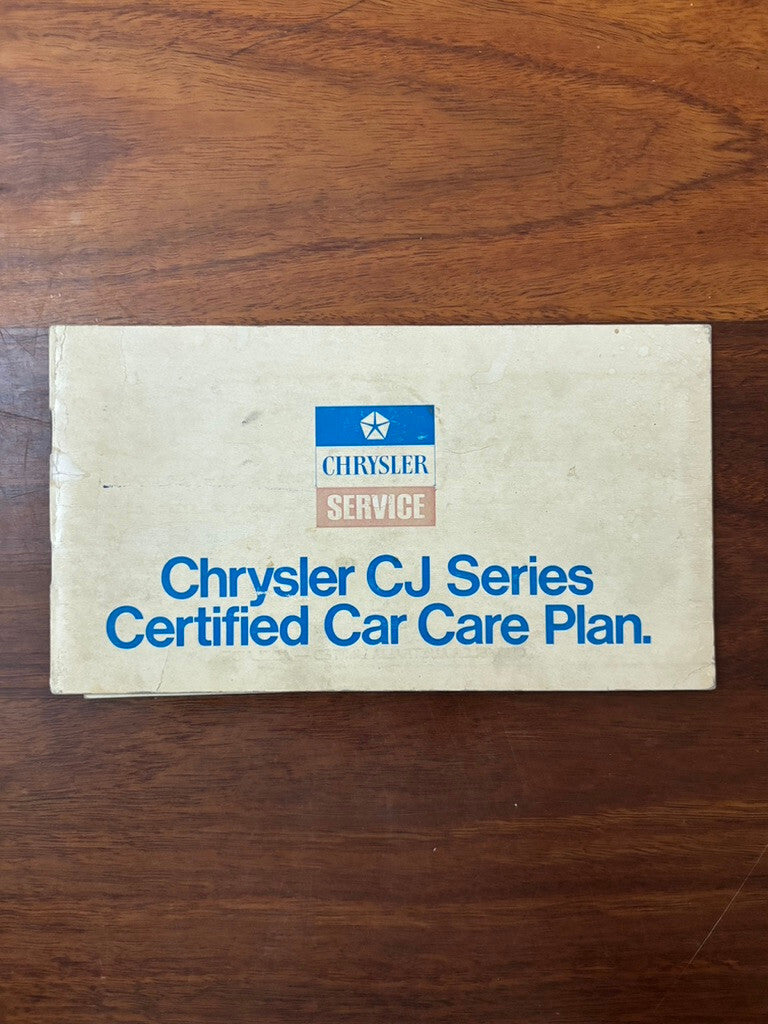 CHRYSLER
SERVICE
Chrysler CJ Series
Certified Car Care Plan.